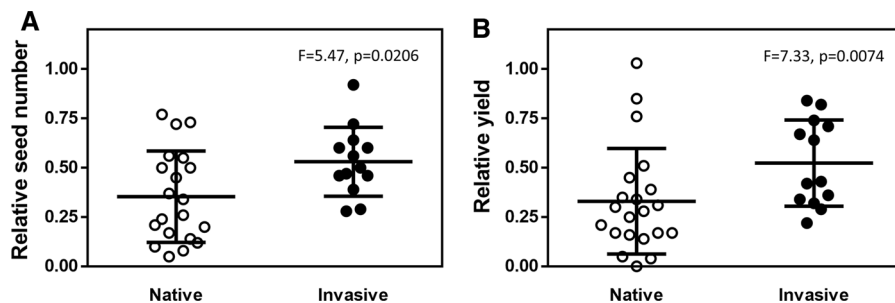 A
Relative seed number
1.00
0.75
0.50
0.25
0.00
F=5.47, p=0.0206
Native
Invasive
B
Relative yield
1.00
0.75
0.50
0.25
0.00
F=7.33, p=0.0074
Native
Invasive